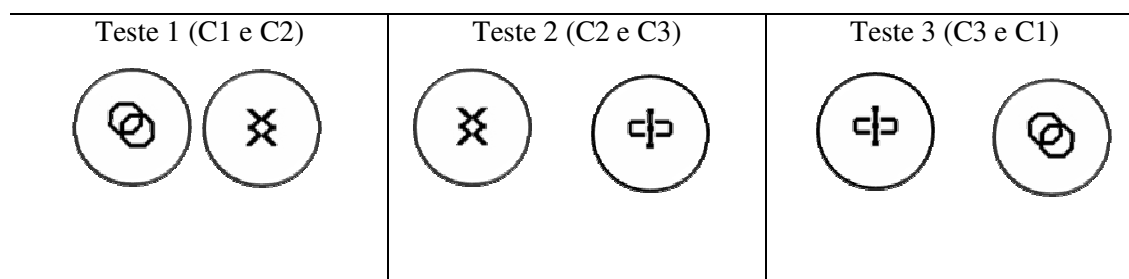 Teste 1 (C1 e C2)
Teste 2 (C2 e C3)
Teste 3 (C3 e C1)